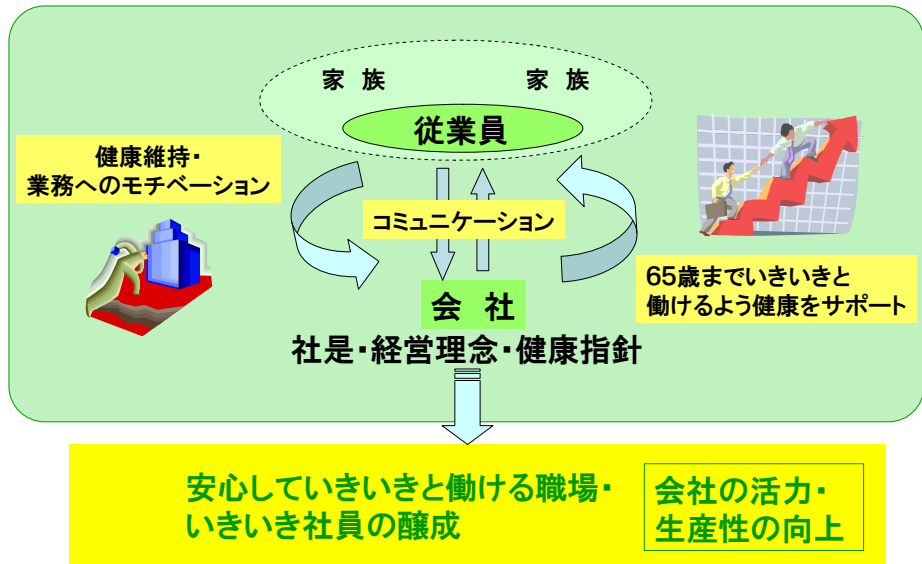 家 族
家 族
従業員
健康維持・
業務へのモチベーション
コミュニケーション
65歳までいきいきと
働けるよう健康をサポート
会 社
社是・経営理念・健康指針
安心していきいきと働ける職場・
いきいき社員の醸成
会社の活力・
生産性の向上